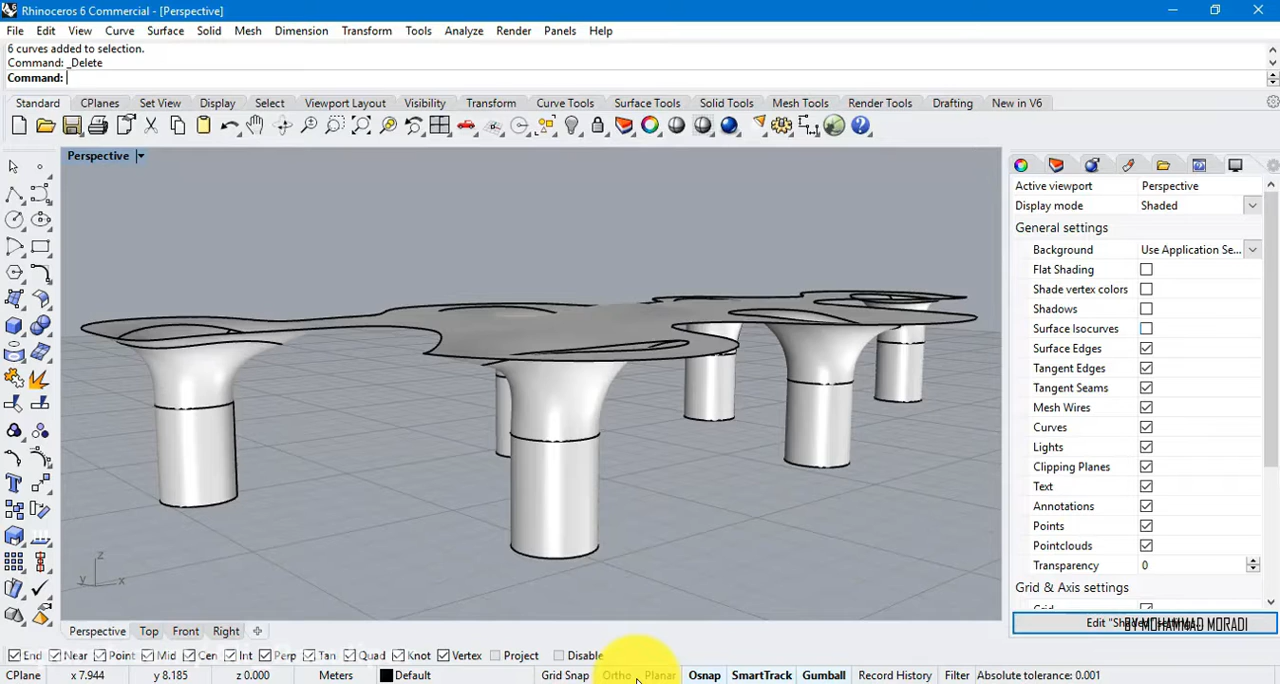 Rhinoceros 6 Commercial - [Perspective]
File Edit View Curve Surface Solid Mesh Dimension Transform Tools Analyze Render Panels Help
6 curves added to selection.
Command: _Delete
Command:
Standard CPlanes Set View Display Select Viewport Layout Visibility Transform Curve Tools Surface Tools Solid Tools Mesh Tools Render Tools Drafting New in V6
Perspective
Active viewport Perspective
Display mode Shaded
General settings
Background Use Application Se...
Flat Shading
Shade vertex colors
Shadows
Surface Isocurves
Surface Edges
Tangent Edges
Tangent Seams
Mesh Wires
Curves
Lights
Clipping Planes
Text
Annotations
Points
Pointclouds
Transparency 0
Grid & Axis settings
z
y x
BY MOHAMMAD MORADI
Perspective Top Front Right
End Near Point Mid Cen Int Perp Tan Quad Knot Vertex Project Disable
CPlane x 7.944 y 8.185 z 0.000 Meters Default Grid Snap Ortho Planar Osnap SmartTrack Gumball Record History Filter Absolute tolerance: 0.001